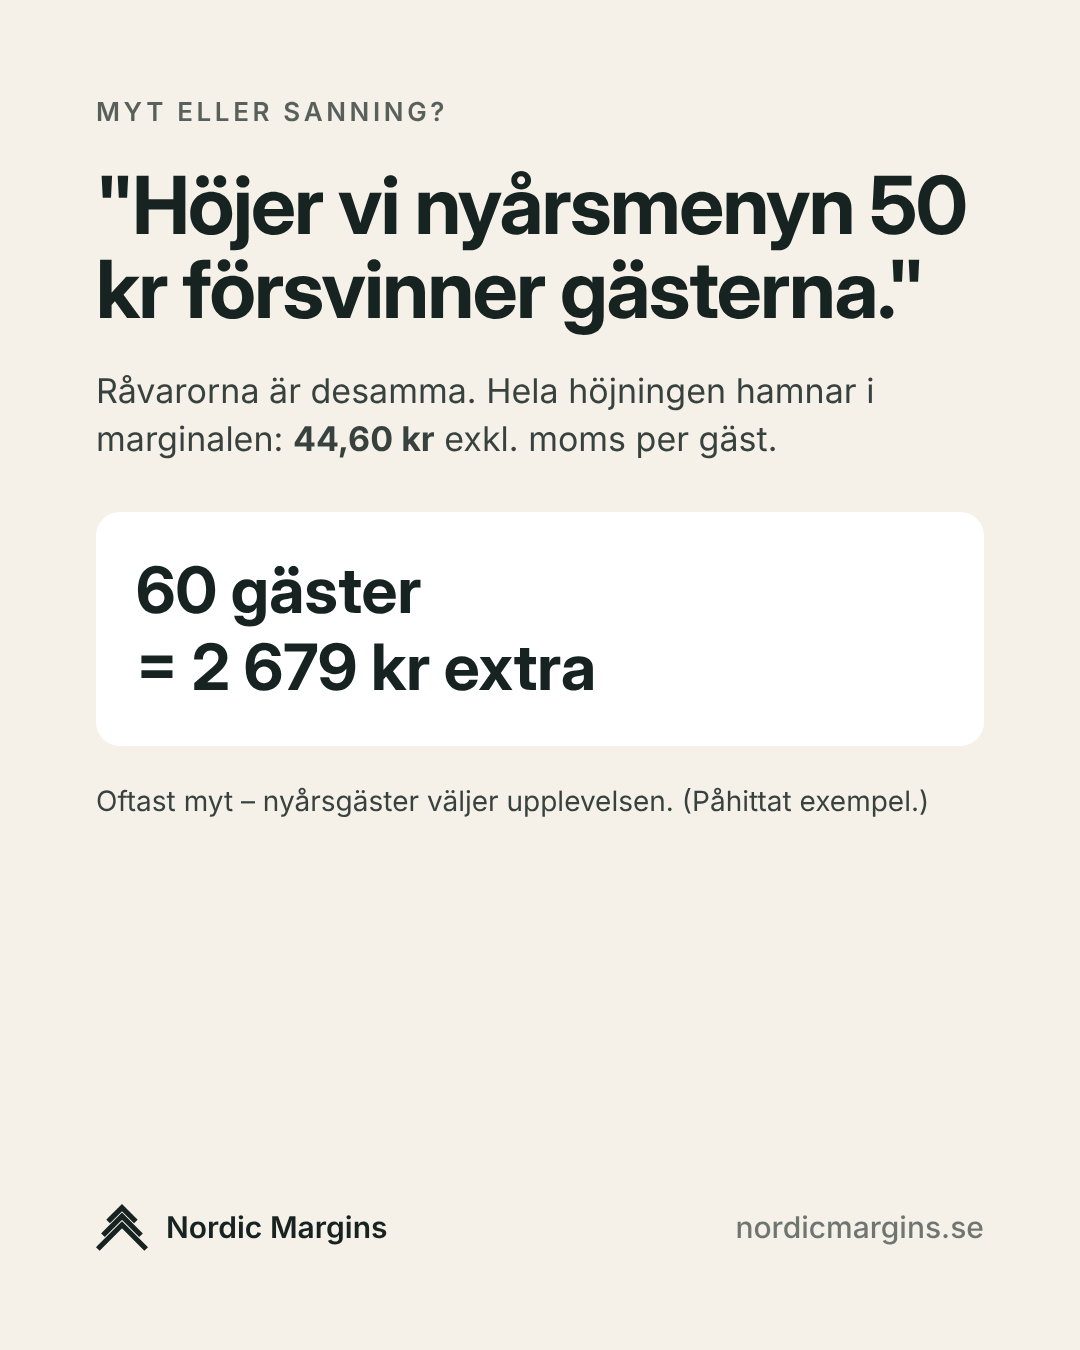 MYT ELLER SANNING?
"Höjer vi nyårsmenyn 50
kr försvinner gästerna."
Råvarorna är desamma. Hela höjningen hamnar i
marginalen: 44,60 kr exkl. moms per gäst.
60 gäster
= 2 679 kr extra
Oftast myt – nyårsgäster väljer upplevelsen. (Påhittat exempel.)
Nordic Margins
nordicmargins.se